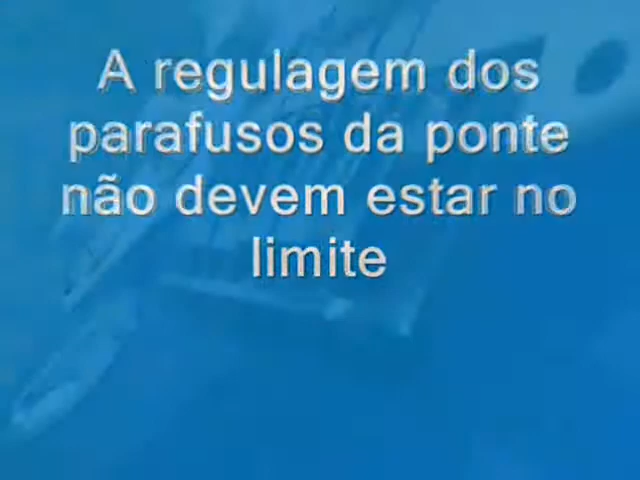 A regulagem dos
parafusos da ponte
não devem estar no
limite